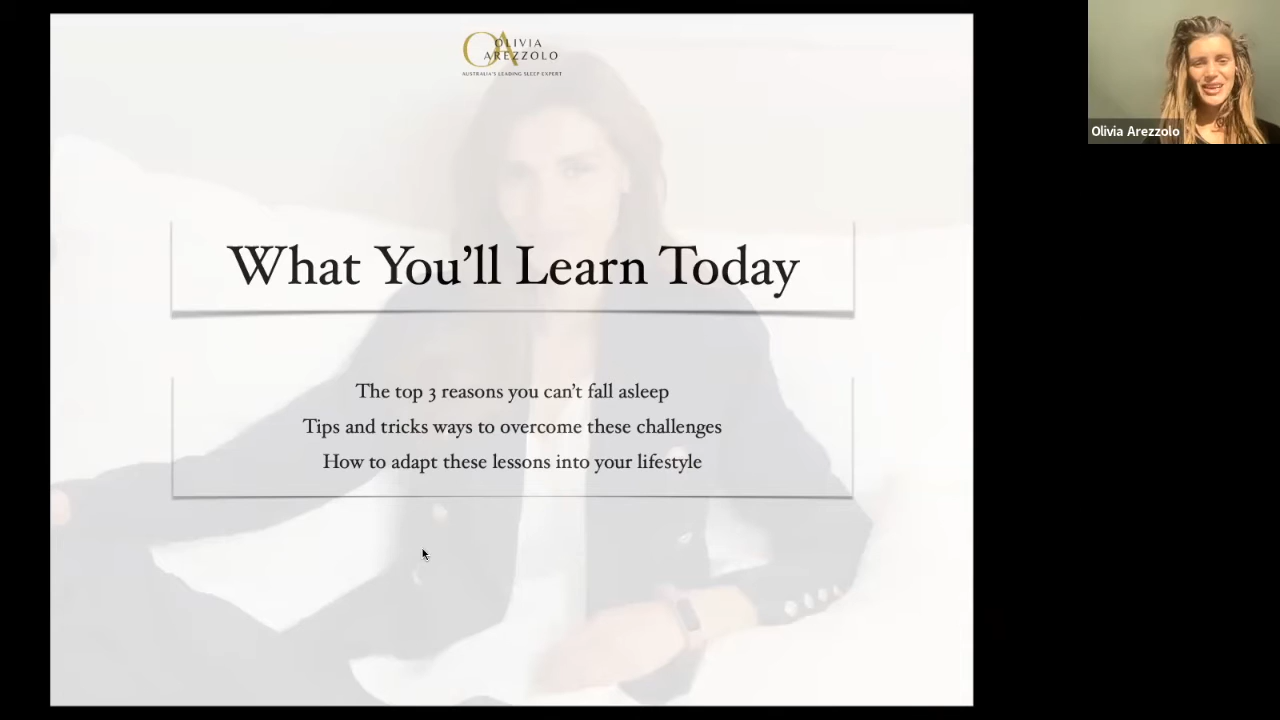 OLIVIA
AREZZOLO
AUSTRALIA'S LEADING SLEEP EXPERT
Olivia Arezzolo
What You'll Learn Today
The top 3 reasons you can't fall asleep
Tips and tricks ways to overcome these challenges
How to adapt these lessons into your lifestyle